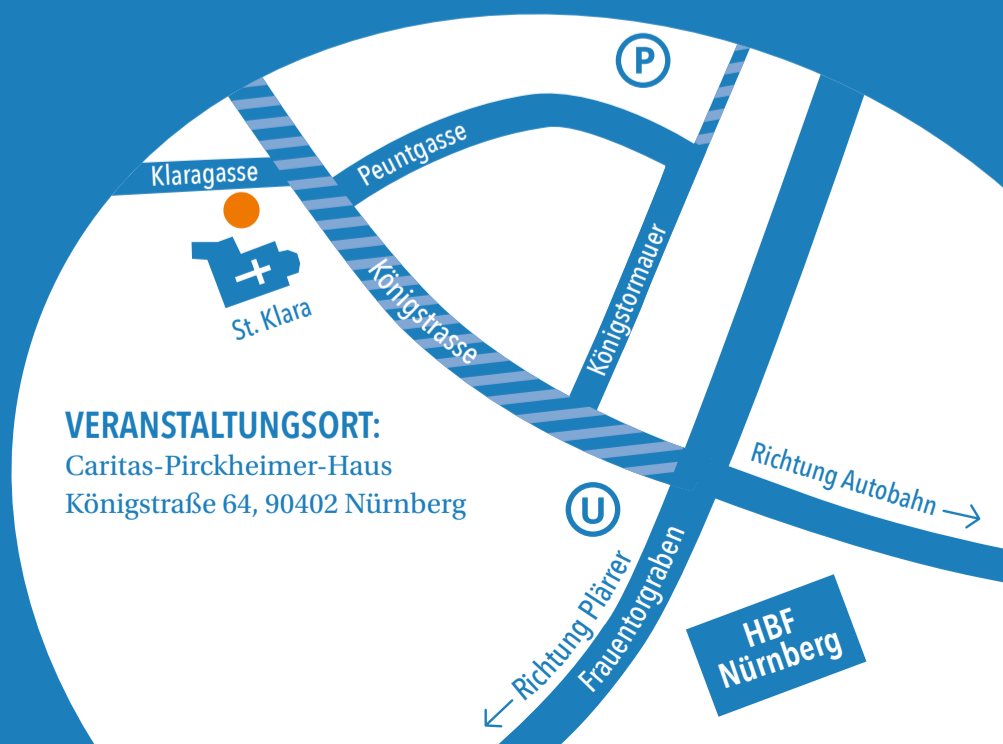 P
Peuntgasse
Klaragasse
Königstormauer
Königstrasse
St. Klara
VERANSTALTUNGSORT:
Caritas-Pirckheimer-Haus
Königstraße 64, 90402 Nürnberg
Richtung Autobahn
U
Frauentorgraben
Richtung Plärrer
HBF
Nürnberg